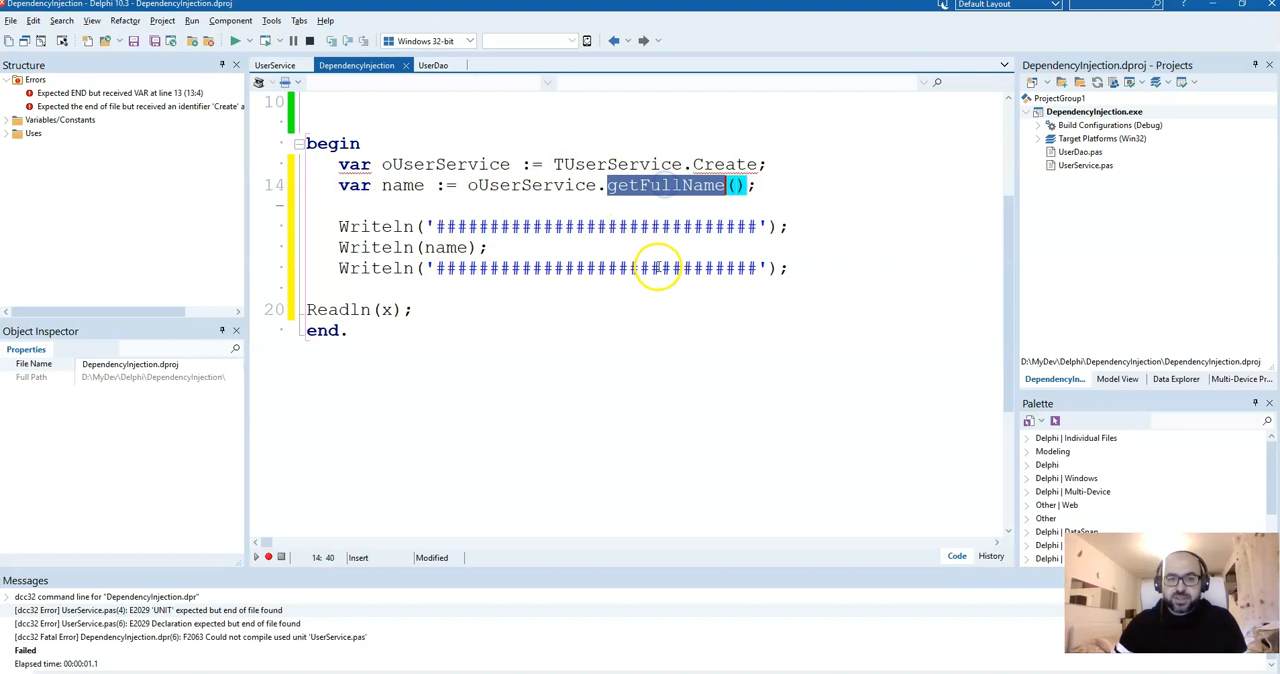 DependencyInjection - Delphi 10.3 - DependencyInjection.dproj
Default Layout
File Edit Search View Refactor Project Run Component Tools Tabs Help
Windows 32-bit
Structure
Errors
Expected END but received VAR at line 13 (13:4)
Expected the end of file but received an identifier 'Create' a
Variables/Constants
Uses
Object Inspector
Properties
File Name DependencyInjection.dproj
Full Path D:\MyDev\Delphi\DependencyInjection\
UserService DependencyInjection UserDao
10
begin
var oUserService := TUserService.Create;
14 var name := oUserService.getFullName();
Writeln('##############################');
Writeln(name);
Writeln('##############################');
20 Readln(x);
end.
14: 40 Insert Modified
Code History
DependencyInjection.dproj - Projects
ProjectGroup1
DependencyInjection.exe
Build Configurations (Debug)
Target Platforms (Win32)
UserDao.pas
UserService.pas
D:\MyDev\Delphi\DependencyInjection\DependencyInjection.dproj
DependencyIn... Model View Data Explorer Multi-Device Pr...
Palette
Delphi | Individual Files
Modeling
Delphi
Delphi | Windows
Delphi | Multi-Device
Other | Web
Other
Delphi | DataSnap
Delphi |
Delphi |
Messages
dcc32 command line for "DependencyInjection.dpr"
[dcc32 Error] UserService.pas(4): E2029 'UNIT' expected but end of file found
[dcc32 Error] UserService.pas(6): E2029 Declaration expected but end of file found
[dcc32 Fatal Error] DependencyInjection.dpr(6): F2063 Could not compile used unit 'UserService.pas'
Failed
Elapsed time: 00:00:01.1